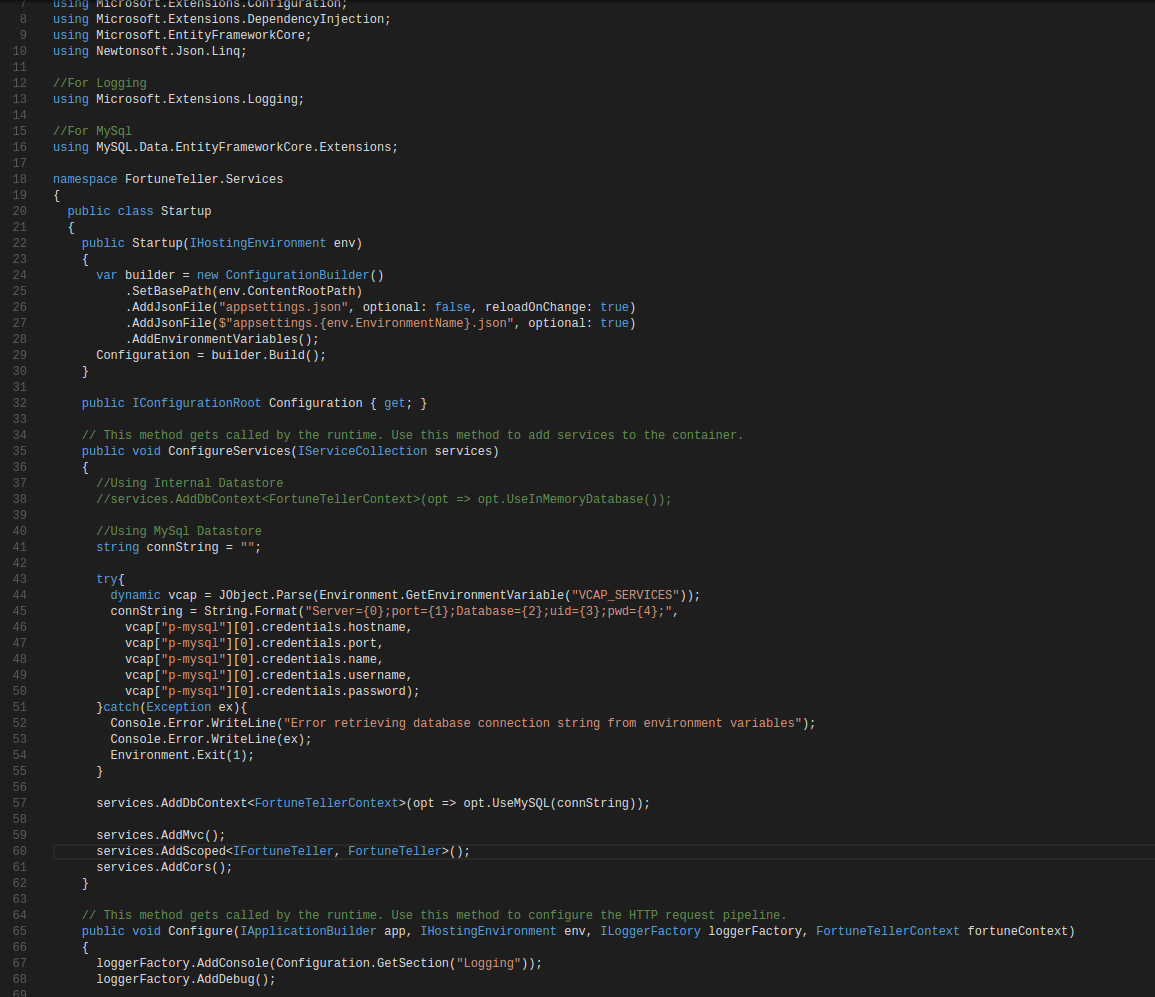 7 using Microsoft.Extensions.Configuration;
8 using Microsoft.Extensions.DependencyInjection;
9 using Microsoft.EntityFrameworkCore;
10 using Newtonsoft.Json.Linq;
11
12 //For Logging
13 using Microsoft.Extensions.Logging;
14
15 //For MySql
16 using MySQL.Data.EntityFrameworkCore.Extensions;
17
18 namespace FortuneTeller.Services
19 {
20   public class Startup
21   {
22     public Startup(IHostingEnvironment env)
23     {
24       var builder = new ConfigurationBuilder()
25           .SetBasePath(env.ContentRootPath)
26           .AddJsonFile("appsettings.json", optional: false, reloadOnChange: true)
27           .AddJsonFile($"appsettings.{env.EnvironmentName}.json", optional: true)
28           .AddEnvironmentVariables();
29       Configuration = builder.Build();
30     }
31
32     public IConfigurationRoot Configuration { get; }
33
34     // This method gets called by the runtime. Use this method to add services to the container.
35     public void ConfigureServices(IServiceCollection services)
36     {
37       //Using Internal Datastore
38       //services.AddDbContext<FortuneTellerContext>(opt => opt.UseInMemoryDatabase());
39
40       //Using MySql Datastore
41       string connString = "";
42
43       try{
44         dynamic vcap = JObject.Parse(Environment.GetEnvironmentVariable("VCAP_SERVICES"));
45         connString = String.Format("Server={0};port={1};Database={2};uid={3};pwd={4};",
46           vcap["p-mysql"][0].credentials.hostname,
47           vcap["p-mysql"][0].credentials.port,
48           vcap["p-mysql"][0].credentials.name,
49           vcap["p-mysql"][0].credentials.username,
50           vcap["p-mysql"][0].credentials.password);
51       }catch(Exception ex){
52         Console.Error.WriteLine("Error retrieving database connection string from environment variables");
53         Console.Error.WriteLine(ex);
54         Environment.Exit(1);
55       }
56
57       services.AddDbContext<FortuneTellerContext>(opt => opt.UseMySQL(connString));
58
59       services.AddMvc();
60       services.AddScoped<IFortuneTeller, FortuneTeller>();
61       services.AddCors();
62     }
63
64     // This method gets called by the runtime. Use this method to configure the HTTP request pipeline.
65     public void Configure(IApplicationBuilder app, IHostingEnvironment env, ILoggerFactory loggerFactory, FortuneTellerContext fortuneContext)
66     {
67       loggerFactory.AddConsole(Configuration.GetSection("Logging"));
68       loggerFactory.AddDebug();
69